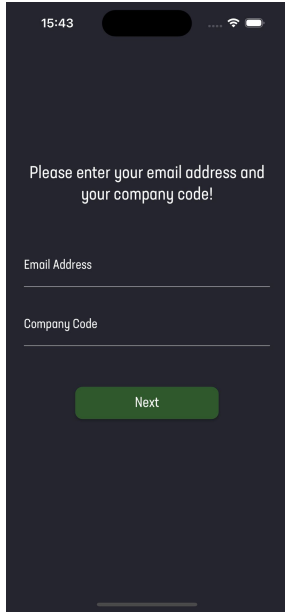 15:43
Please enter your email address and
your company code!
Email Address
Company Code
Next